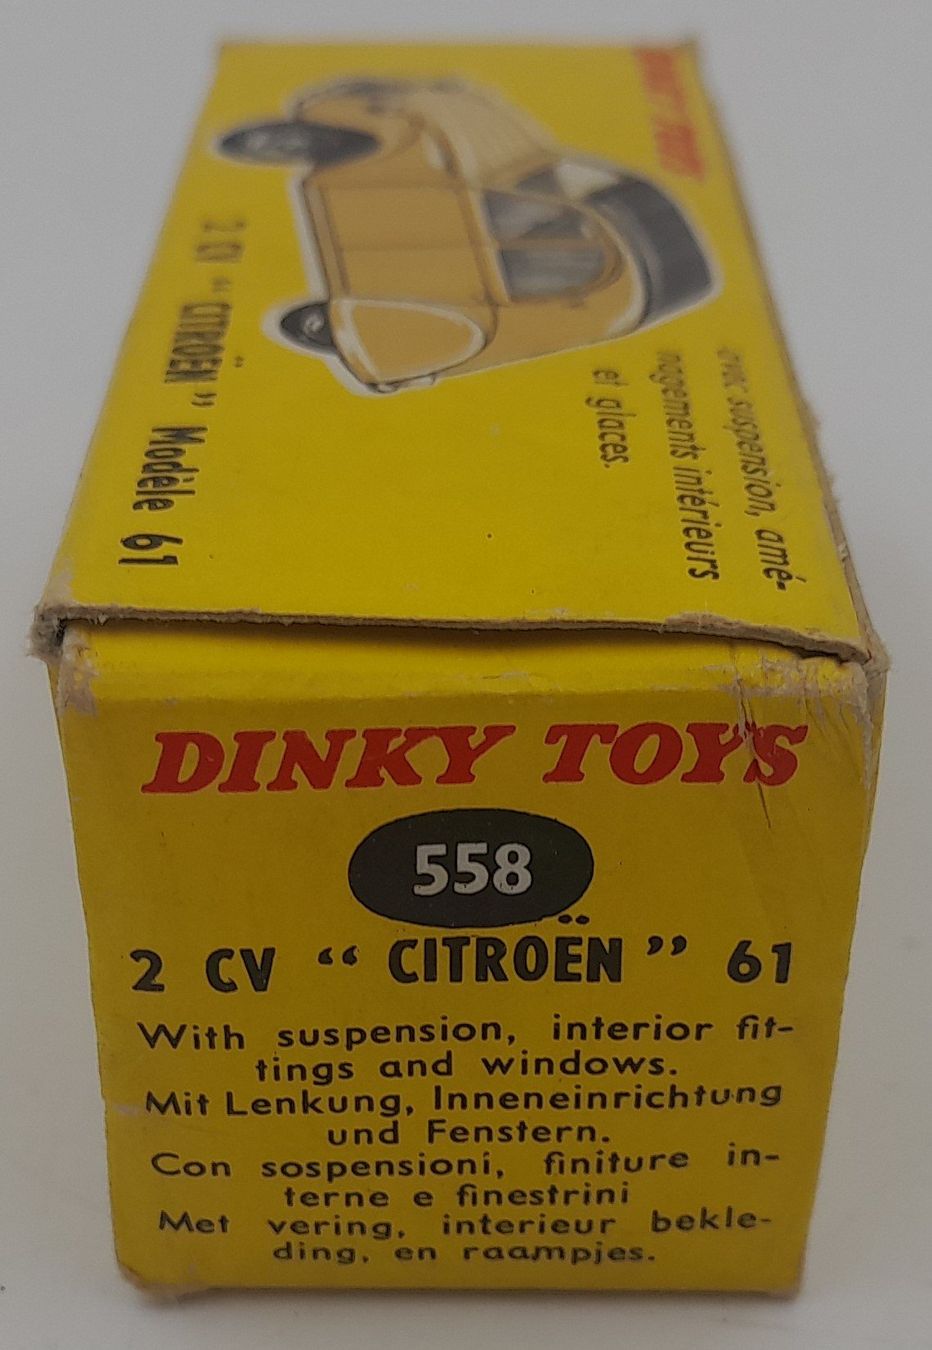 DINKY TOYS
avec suspension, amé-
nagements intérieurs
et glaces.
2 CV “ CITROËN ” Modèle 61
DINKY TOYS
558
2 CV “ CITROËN ” 61
With suspension, interior fit-
tings and windows.
Mit Lenkung, Inneneinrichtung
und Fenstern.
Con sospensioni, finiture in-
terne e finestrini
Met vering, interieur bekle-
ding, en raampjes.